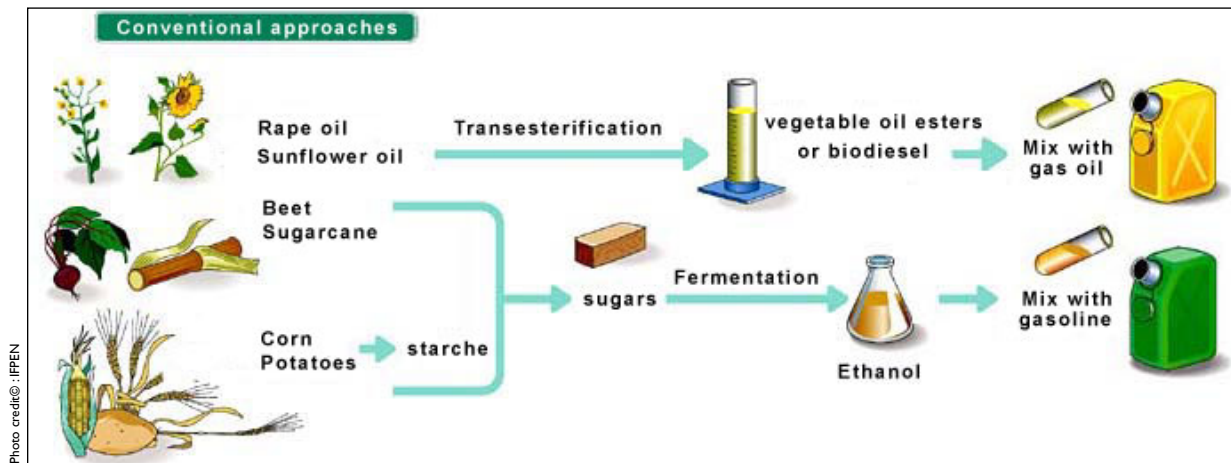 Conventional approaches
Rape oil
Sunflower oil
Transesterification
vegetable oil esters
or biodiesel
Mix with
gas oil
Beet
Sugarcane
sugars
Fermentation
Ethanol
Mix with
gasoline
Corn
Potatoes
starche
Photo credit© : IFPEN